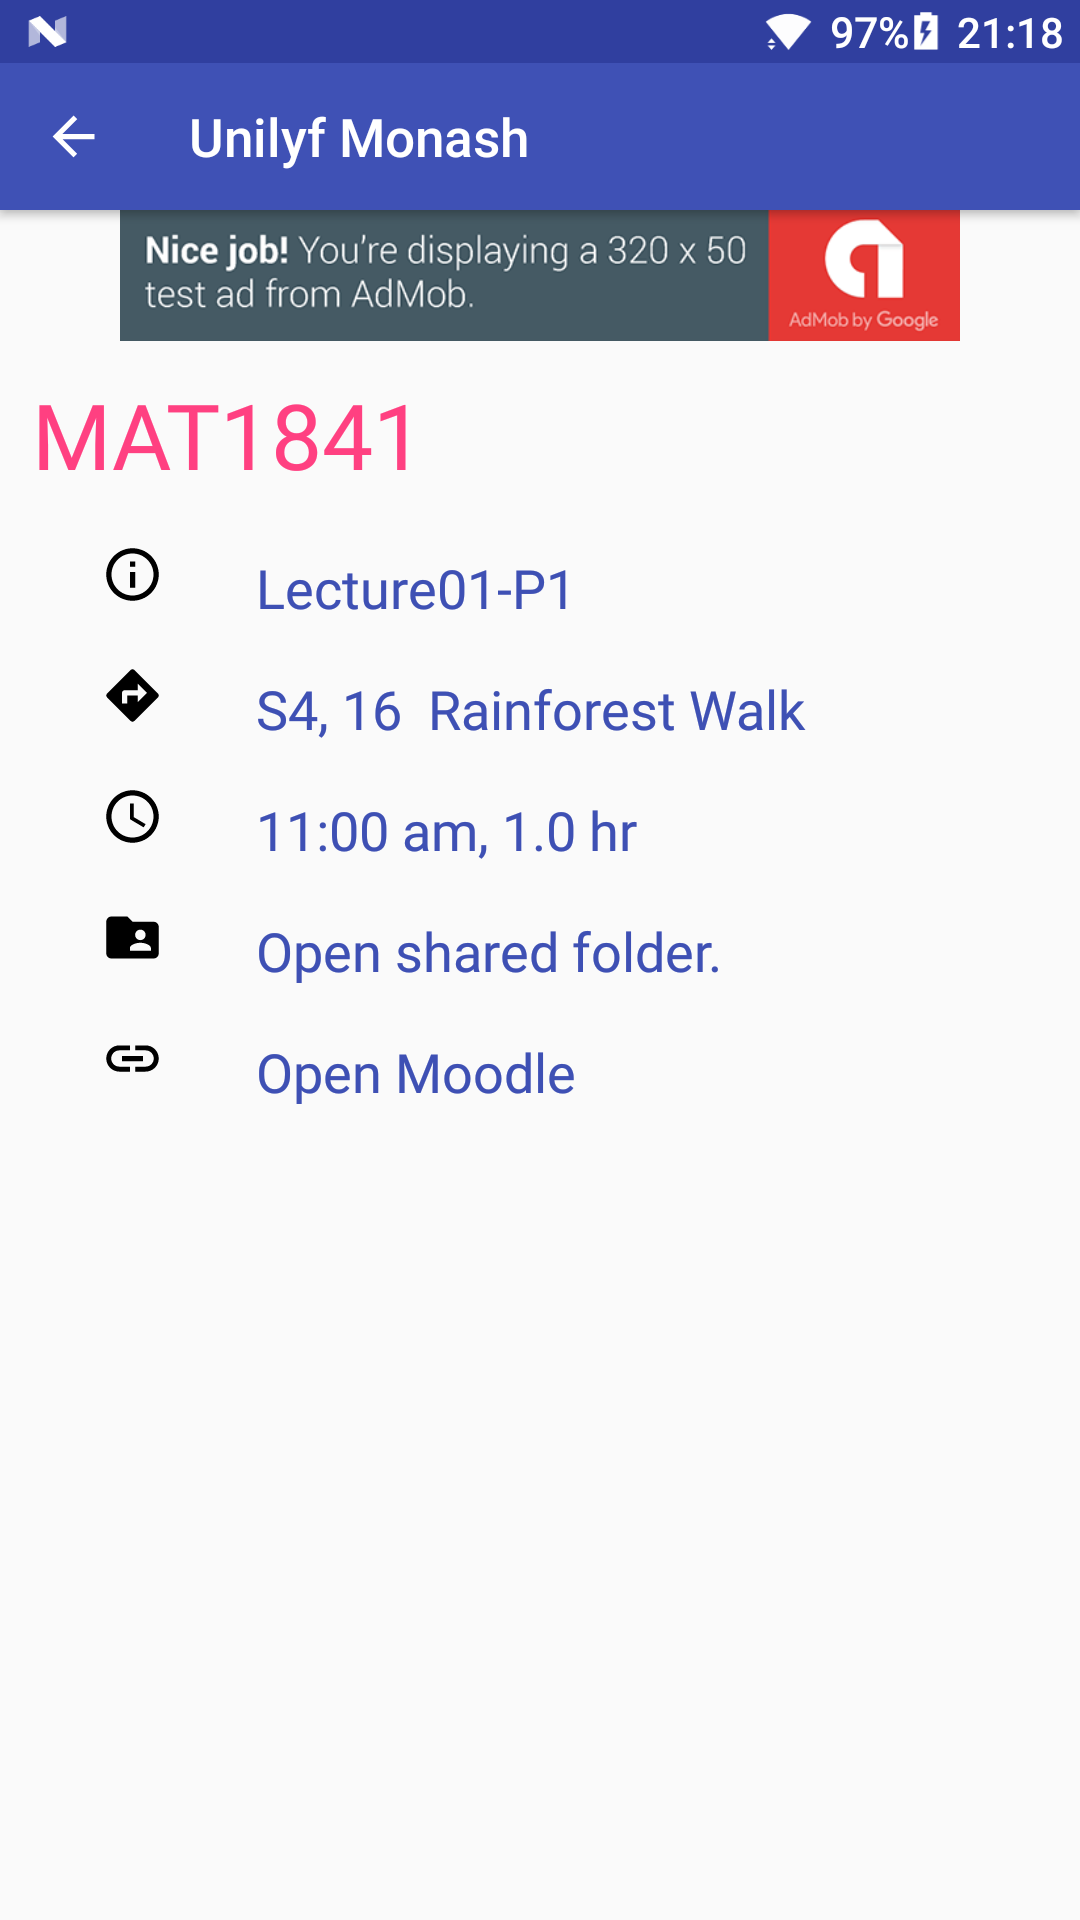 97% 21:18
Unilyf Monash
Nice job! You're displaying a 320 x 50
test ad from AdMob.
AdMob by Google
MAT1841
Lecture01-P1
S4, 16  Rainforest Walk
11:00 am, 1.0 hr
Open shared folder.
Open Moodle